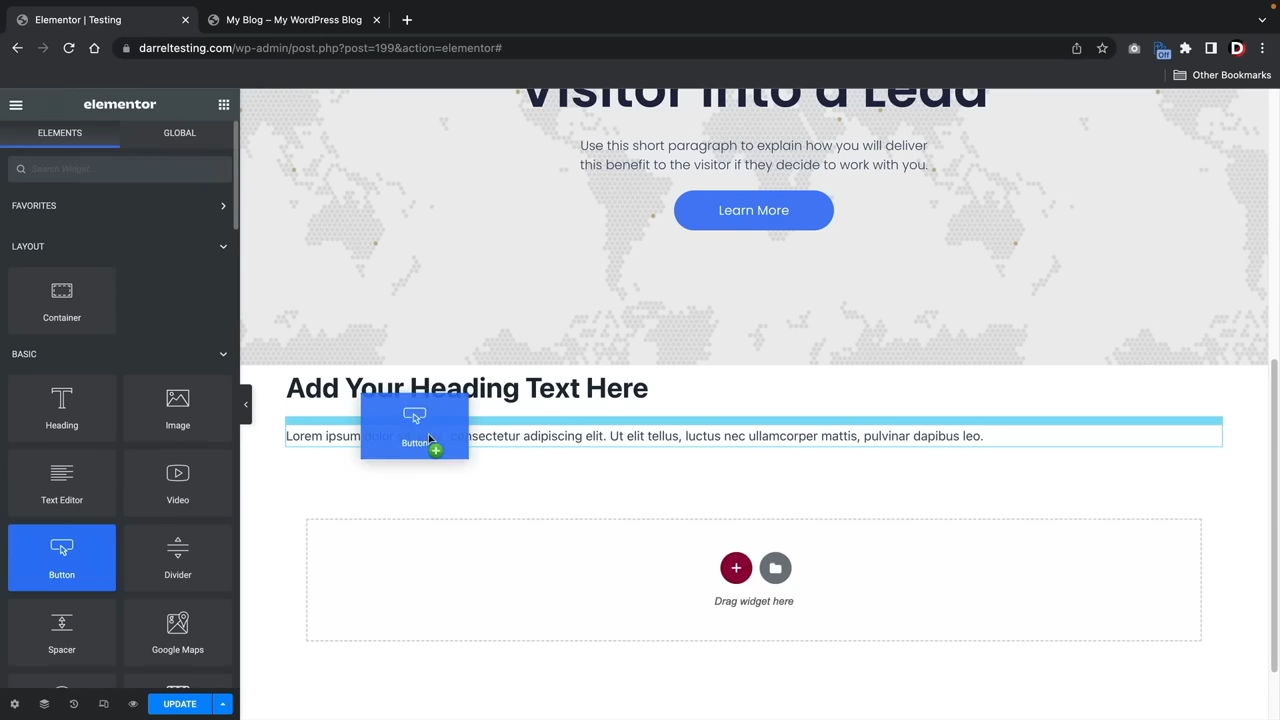 Elementor | Testing
My Blog – My WordPress Blog
darreltesting.com/wp-admin/post.php?post=199&action=elementor#
Off
D
Other Bookmarks
elementor
ELEMENTS
GLOBAL
Search Widget...
FAVORITES
LAYOUT
Container
BASIC
Heading
Image
Text Editor
Video
Button
Divider
Spacer
Google Maps
UPDATE
Visitor into a Lead
Use this short paragraph to explain how you will deliver
this benefit to the visitor if they decide to work with you.
Learn More
Add Your Heading Text Here
Button
Lorem ipsum dolor consectetur adipiscing elit. Ut elit tellus, luctus nec ullamcorper mattis, pulvinar dapibus leo.
Drag widget here